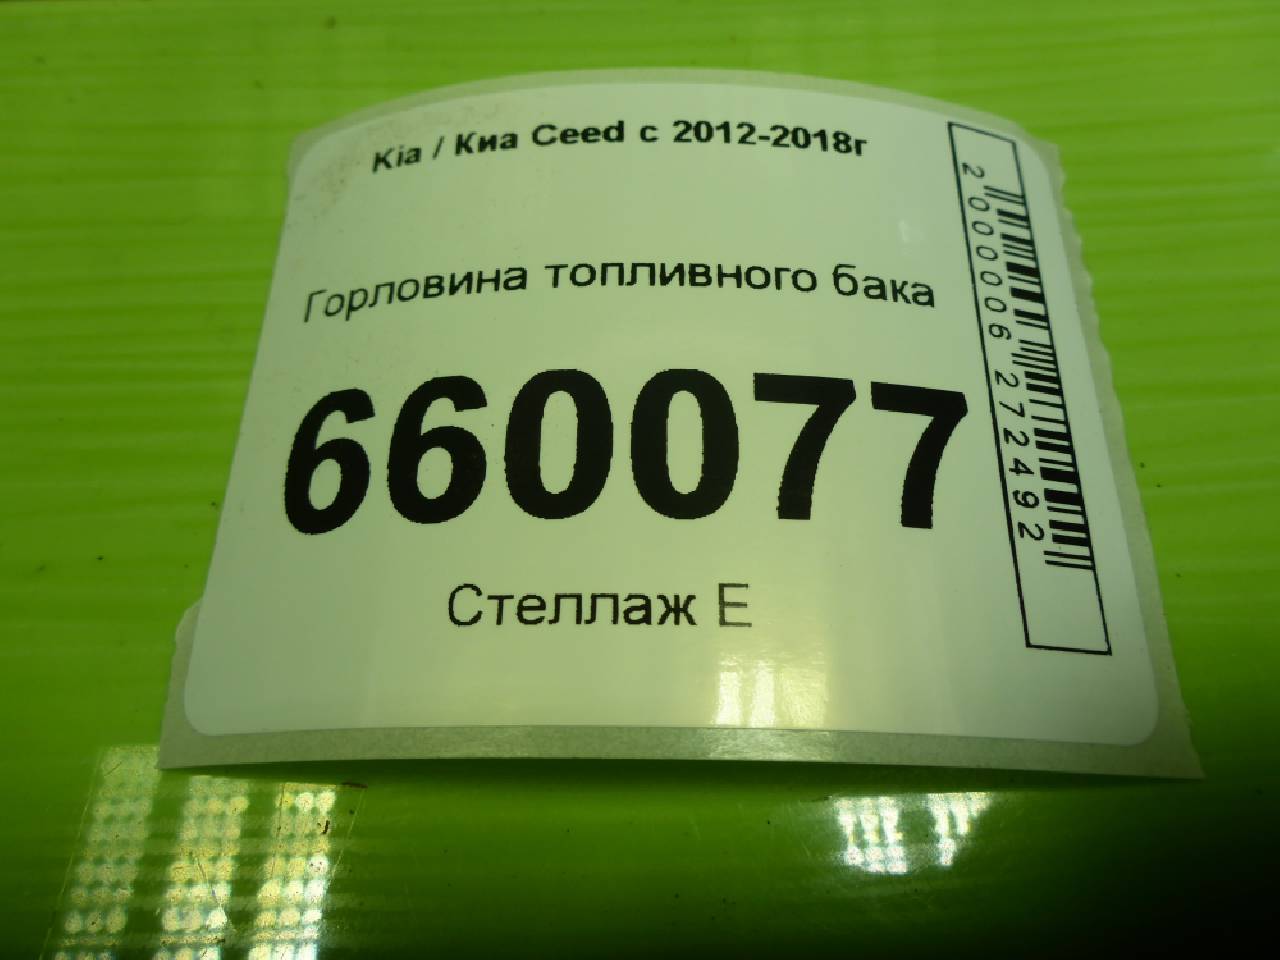 Kia / Киа Ceed с 2012-2018г
Горловина топливного бака
660077
Стеллаж Е
2000006272492